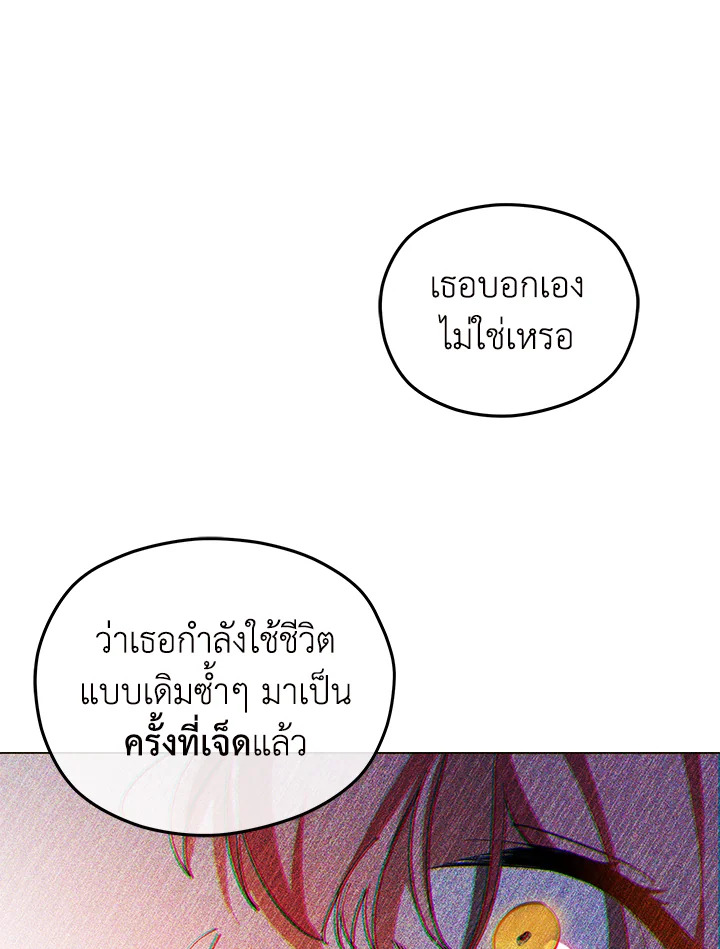 เธอบอกเอง
ไม่ใช่เหรอ
ว่าเธอกำลังใช้ชีวิต
แบบเดิมซ้ำๆ มาเป็น
ครั้งที่เจ็ดแล้ว